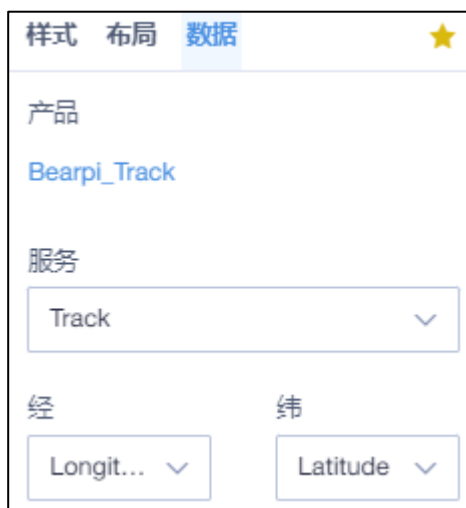 样式 布局 数据
产品
Bearpi_Track
服务
Track
经 纬
Longit... Latitude